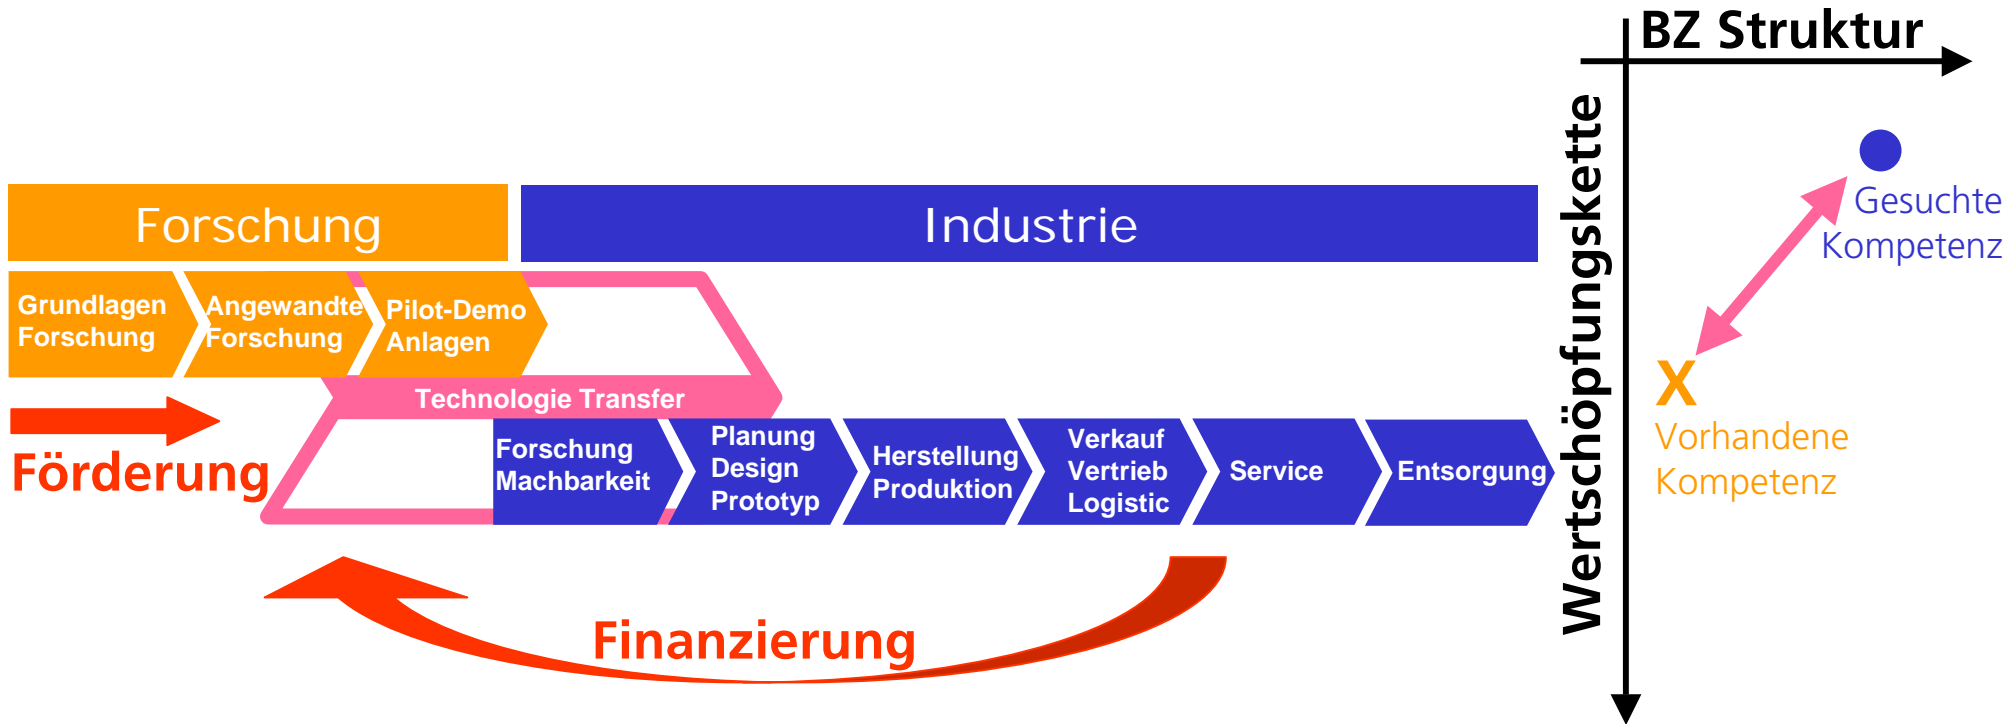 BZ Struktur
Wertschöpfungskette
Gesuchte
Kompetenz
X
Vorhandene
Kompetenz
Forschung
Industrie
Grundlagen
Forschung
Angewandte
Forschung
Pilot-Demo
Anlagen
Technologie Transfer
Förderung
Forschung
Machbarkeit
Planung
Design
Prototyp
Herstellung
Produktion
Verkauf
Vertrieb
Logistic
Service
Entsorgung
Finanzierung